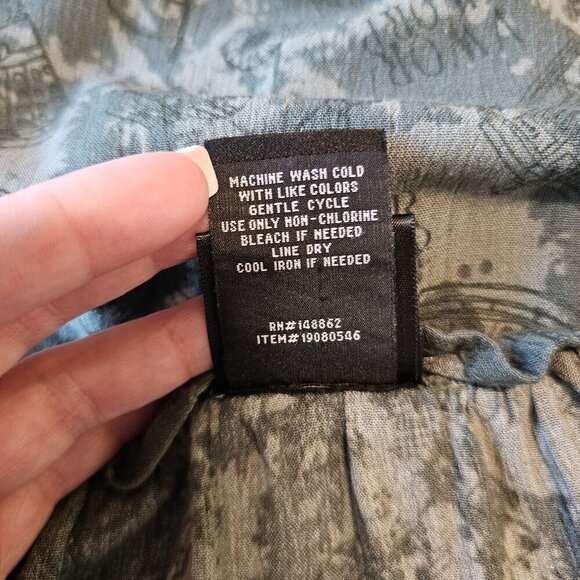 MACHINE WASH COLD
WITH LIKE COLORS
GENTLE CYCLE
USE ONLY NON-CHLORINE
BLEACH IF NEEDED
LINE DRY
COOL IRON IF NEEDED
RN#148862
ITEM#19080546